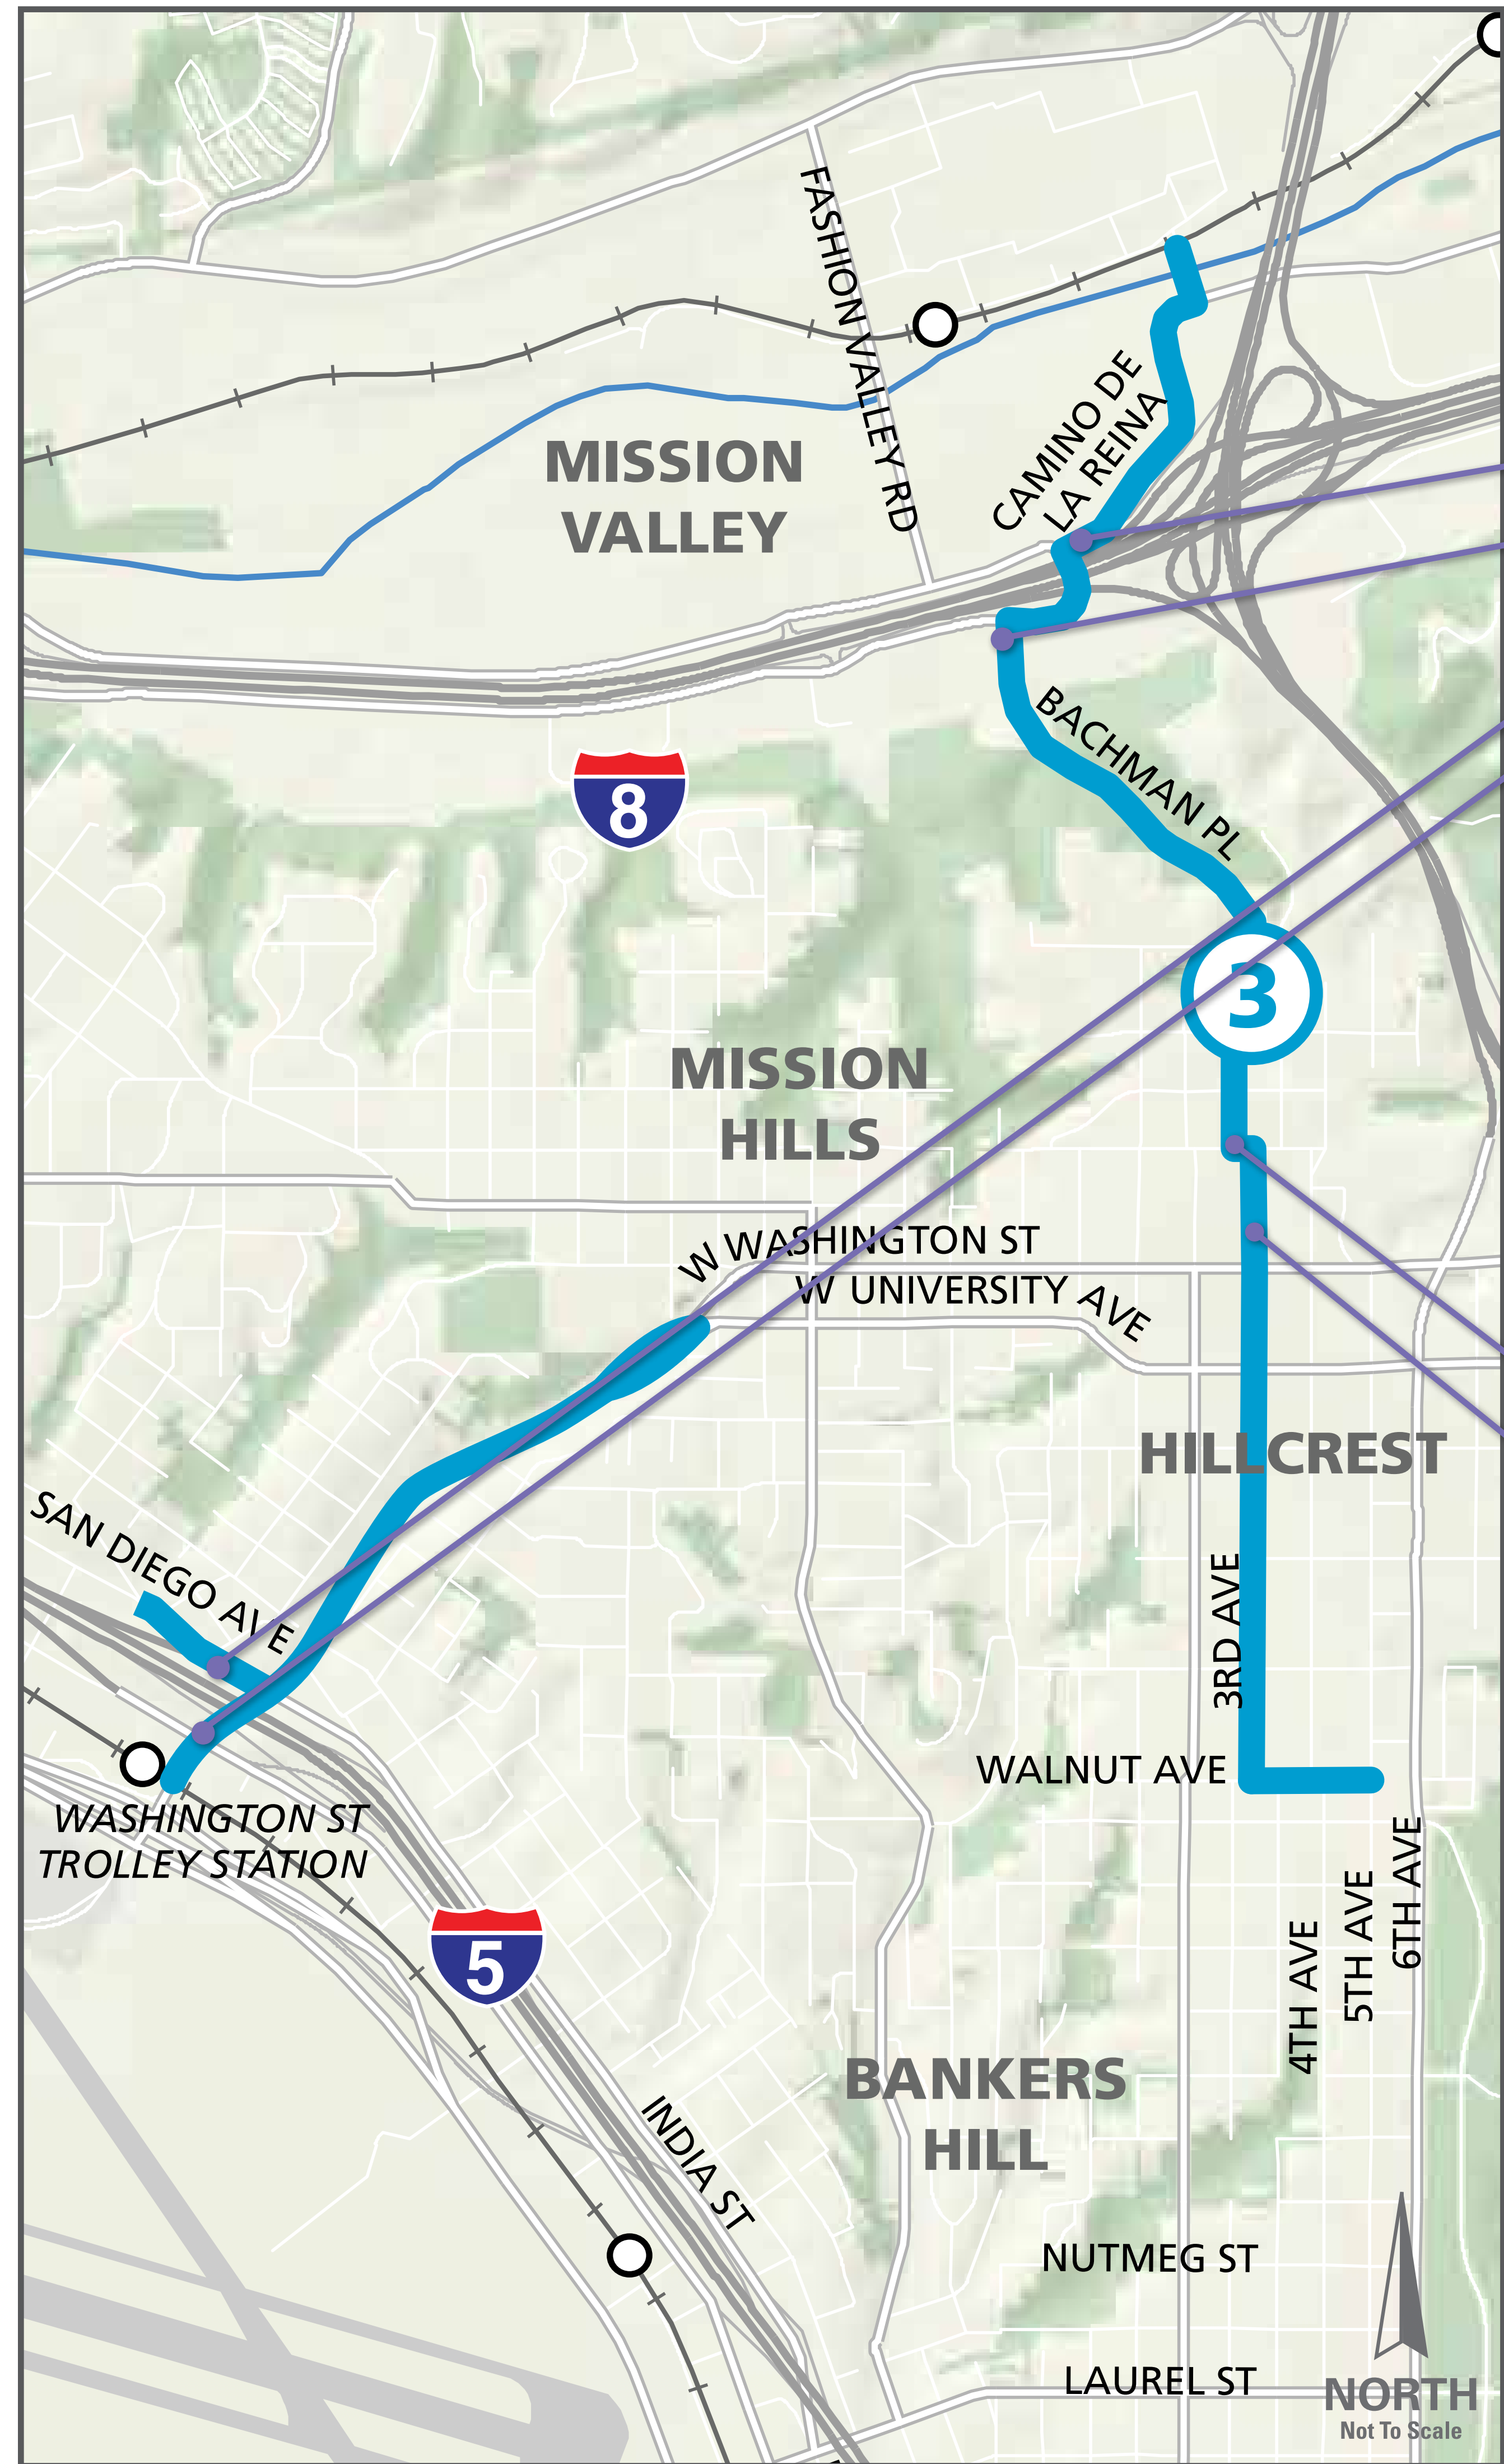 FASHION VALLEY RD
CAMINO DE
LA REINA
MISSION
VALLEY
BACHMAN PL
8
3
MISSION
HILLS
W WASHINGTON ST
W UNIVERSITY AVE
HILLCREST
SAN DIEGO AVE
3RD AVE
WALNUT AVE
WASHINGTON ST
TROLLEY STATION
6TH AVE
5TH AVE
4TH AVE
5
BANKERS
HILL
INDIA ST
NUTMEG ST
LAUREL ST
NORTH
Not To Scale